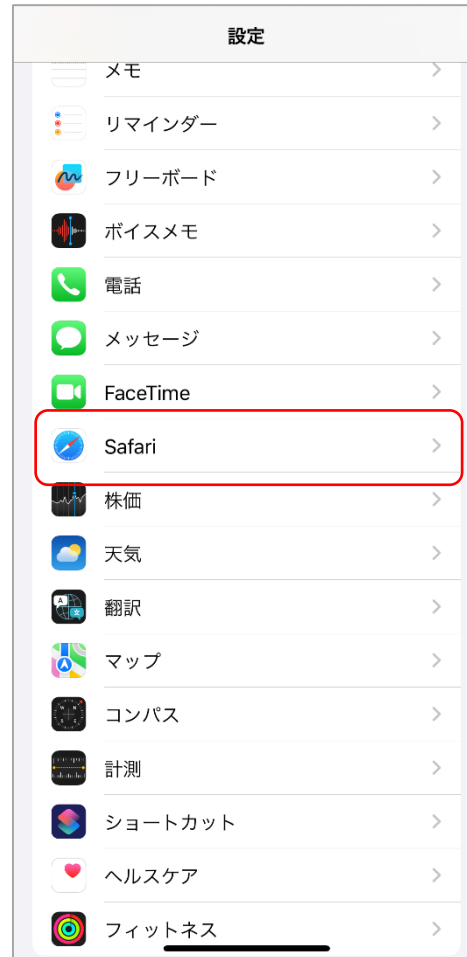 設定
メモ
リマインダー
フリーボード
ボイスメモ
電話
メッセージ
FaceTime
Safari
株価
天気
翻訳
マップ
コンパス
計測
ショートカット
ヘルスケア
フィットネス